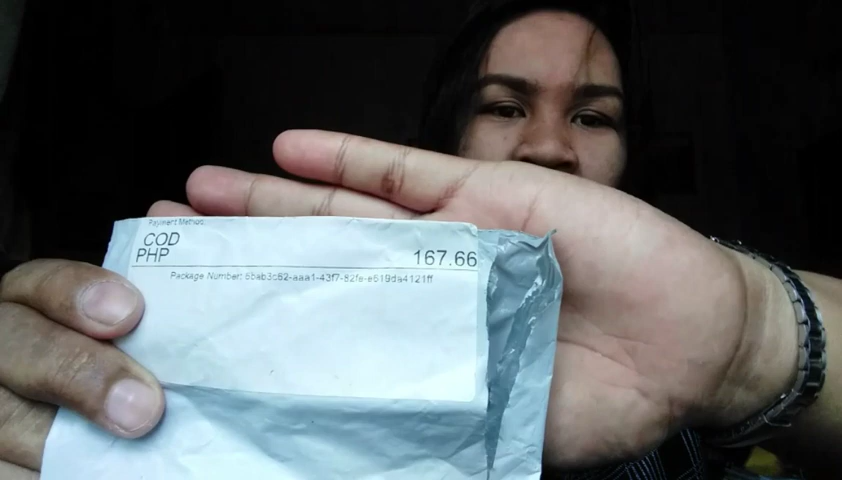 Payment Method:
COD
PHP 167.66
Package Number: 6bab3c52-aaa1-43f7-82fe-e619da4121ff